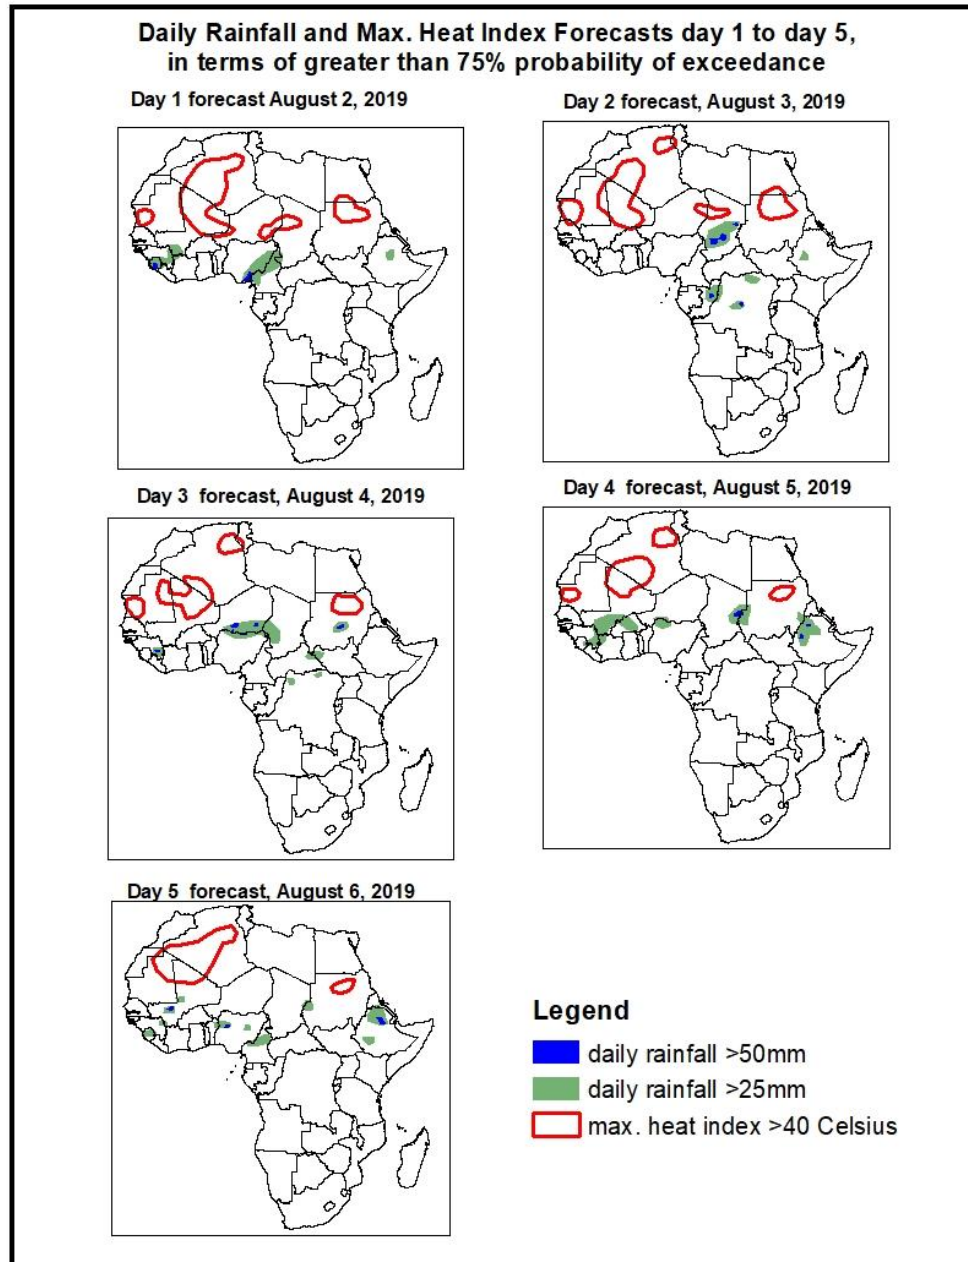 Daily Rainfall and Max. Heat Index Forecasts day 1 to day 5,
in terms of greater than 75% probability of exceedance
Day 1 forecast August 2, 2019
Day 2 forecast, August 3, 2019
Day 3 forecast, August 4, 2019
Day 4 forecast, August 5, 2019
Day 5 forecast, August 6, 2019
Legend
daily rainfall >50mm
daily rainfall >25mm
max. heat index >40 Celsius